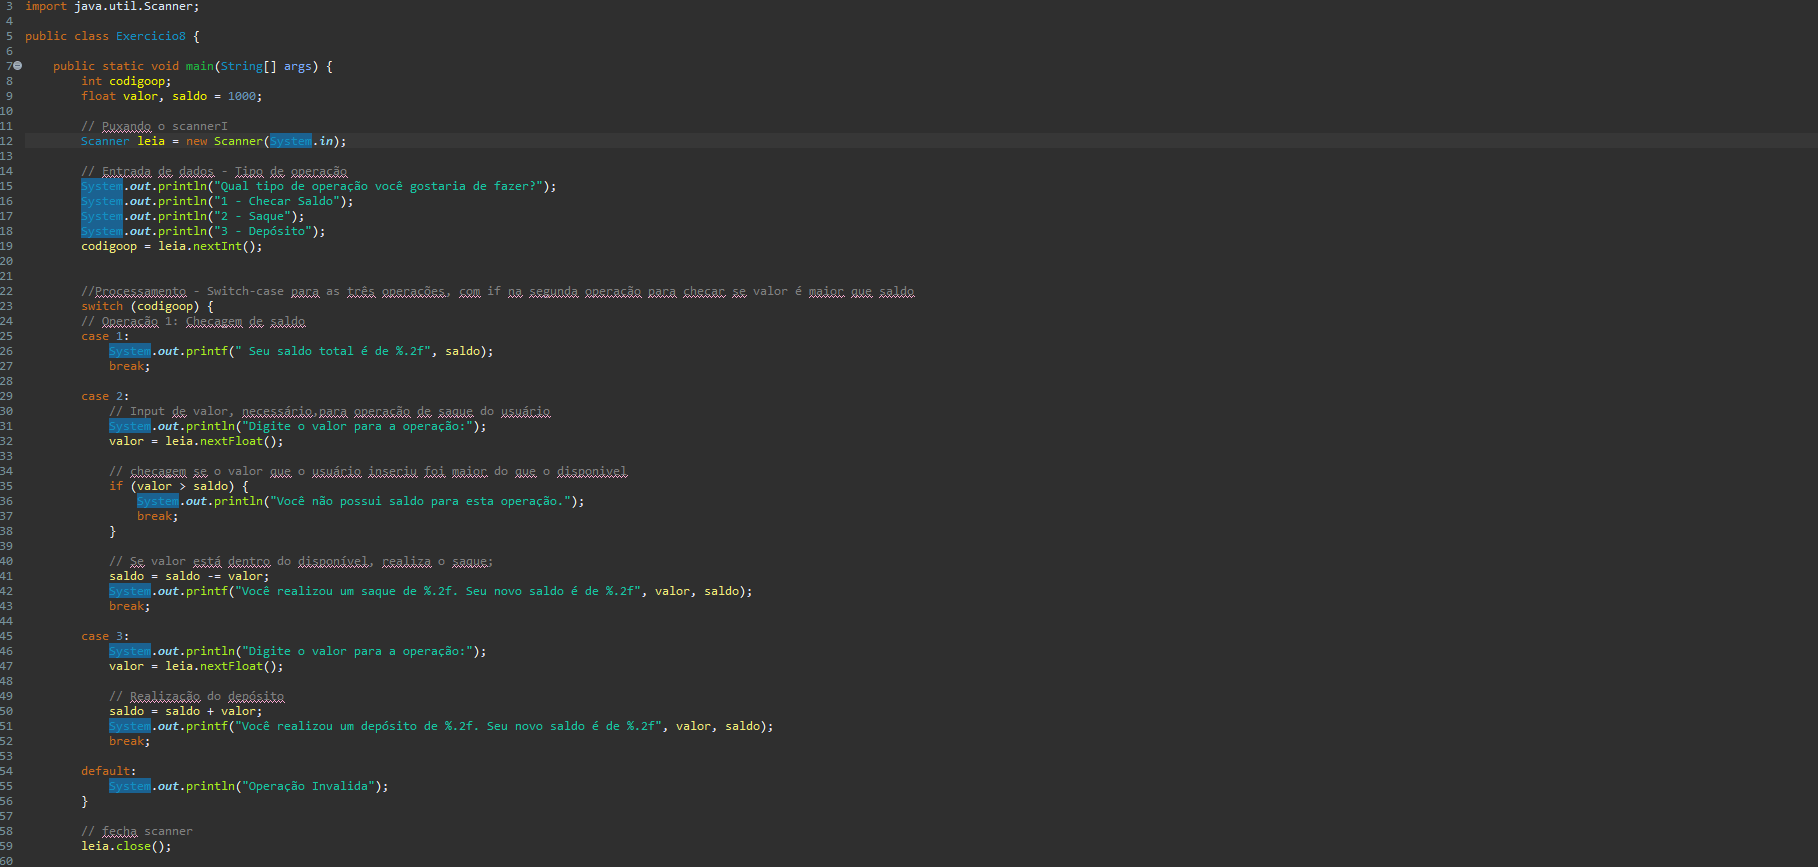 3 import java.util.Scanner;
4
5 public class Exercicio8 {
6
7 public static void main(String[] args) {
8 int codigoop;
9 float valor, saldo = 1000;
10
11 // Puxando o scannerI
12 Scanner leia = new Scanner(System.in);
13
14 // Entrada de dados - Tipo de operação
15 System.out.println("Qual tipo de operação você gostaria de fazer?");
16 System.out.println("1 - Checar Saldo");
17 System.out.println("2 - Saque");
18 System.out.println("3 - Depósito");
19 codigoop = leia.nextInt();
20
21
22 //Processamento - Switch-case para as três operações, com if na segunda operação para checar se valor é maior que saldo
23 switch (codigoop) {
24 // Operação 1: Checagem de saldo
25 case 1:
26 System.out.printf(" Seu saldo total é de %.2f", saldo);
27 break;
28
29 case 2:
30 // Input de valor, necessário,para operação de saque do usuário
31 System.out.println("Digite o valor para a operação:");
32 valor = leia.nextFloat();
33
34 // checagem se o valor que o usuário inseriu foi maior do que o disponivel
35 if (valor > saldo) {
36 System.out.println("Você não possui saldo para esta operação.");
37 break;
38 }
39
40 // Se valor está dentro do disponível, realiza o saque;
41 saldo = saldo -= valor;
42 System.out.printf("Você realizou um saque de %.2f. Seu novo saldo é de %.2f", valor, saldo);
43 break;
44
45 case 3:
46 System.out.println("Digite o valor para a operação:");
47 valor = leia.nextFloat();
48
49 // Realização do depósito
50 saldo = saldo + valor;
51 System.out.printf("Você realizou um depósito de %.2f. Seu novo saldo é de %.2f", valor, saldo);
52 break;
53
54 default:
55 System.out.println("Operação Invalida");
56 }
57
58 // fecha scanner
59 leia.close();
60